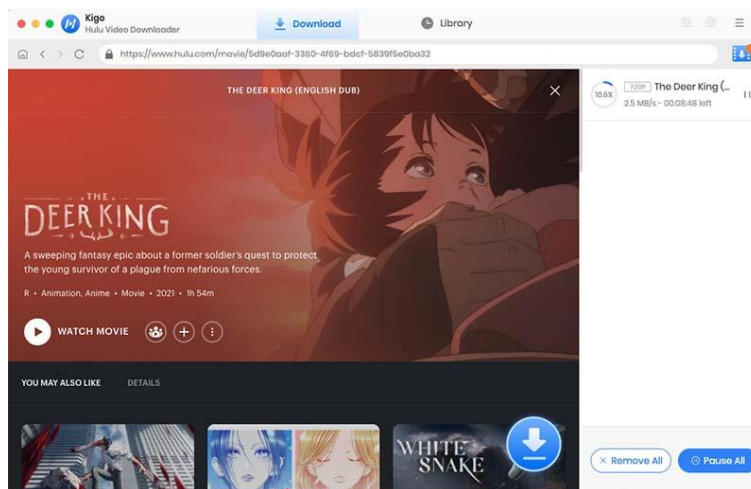 Kigo
Hulu Video Downloader
Download
Library
https://www.hulu.com/movie/5d9e0aaf-3360-4f69-bdcf-5839f5e0ba32
THE DEER KING (ENGLISH DUB)
10.6%
720P The Deer King (...
2.5 MB/s - 00:08:48 left
THE
DEER KING
A sweeping fantasy epic about a former soldier's quest to protect
the young survivor of a plague from nefarious forces.
R • Animation, Anime • Movie • 2021 • 1h 54m
WATCH MOVIE
YOU MAY ALSO LIKE
DETAILS
WHITE
SNAKE
Remove All
Pause All